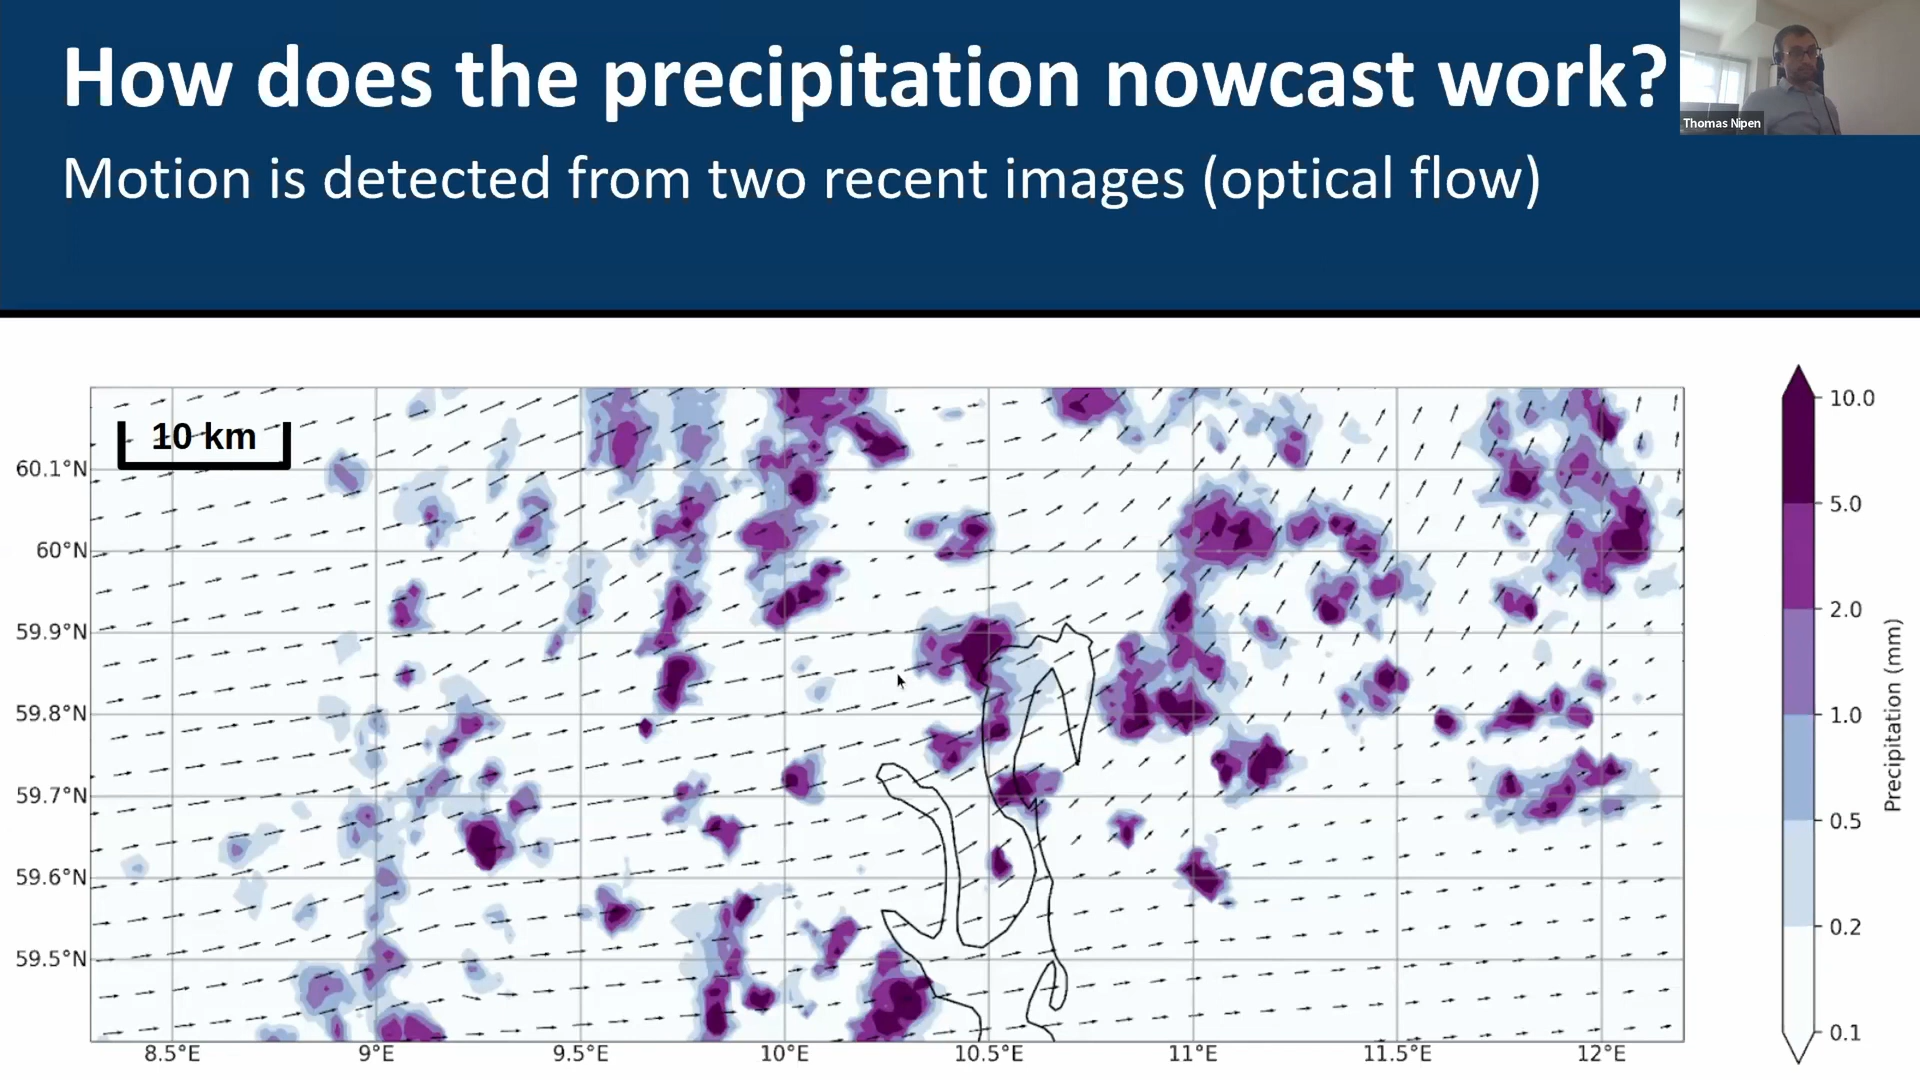 How does the precipitation nowcast work?
Motion is detected from two recent images (optical flow)
Thomas Nipen
10 km
60.1°N
60°N
59.9°N
59.8°N
59.7°N
59.6°N
59.5°N
8.5°E 9°E 9.5°E 10°E 10.5°E 11°E 11.5°E 12°E
10.0
5.0
2.0
1.0
0.5
0.2
0.1
Precipitation (mm)